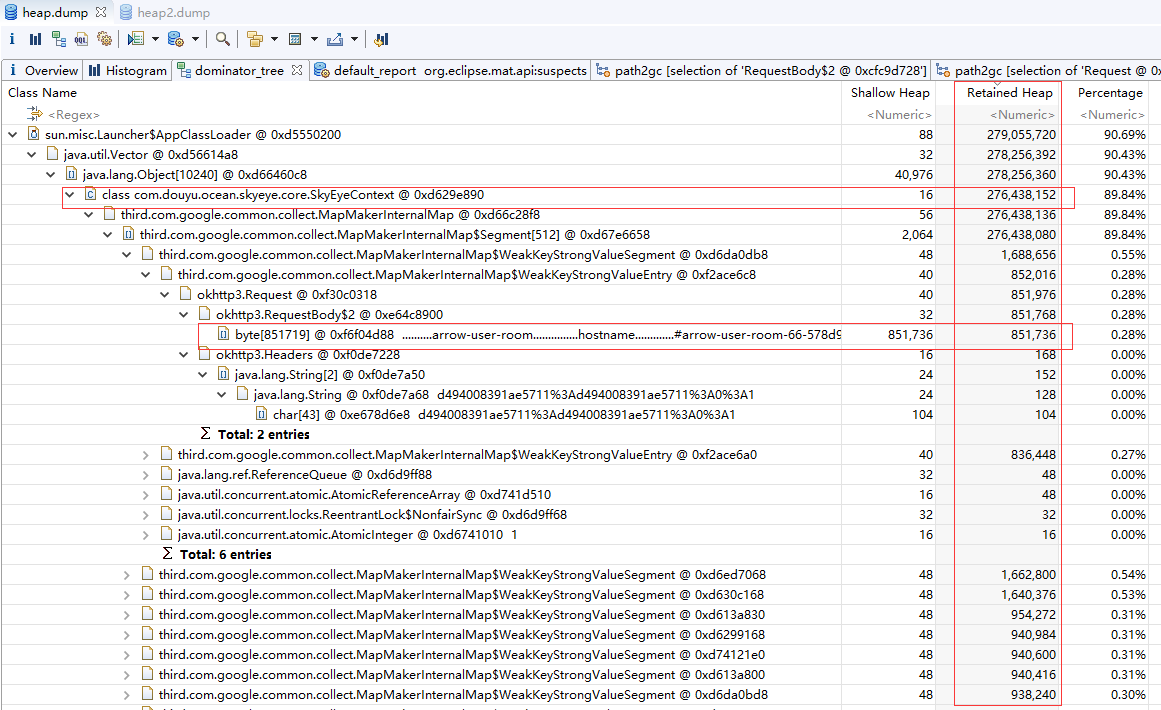 heap.dump heap2.dump
i OQL
i Overview Histogram dominator_tree default_report org.eclipse.mat.api:suspects path2gc [selection of 'RequestBody$2 @ 0xcfc9d728'] path2gc [selection of 'Request @ 0x
Class Name Shallow Heap Retained Heap Percentage
<Regex> <Numeric> <Numeric> <Numeric>
sun.misc.Launcher$AppClassLoader @ 0xd5550200 88 279,055,720 90.69%
java.util.Vector @ 0xd56614a8 32 278,256,392 90.43%
java.lang.Object[10240] @ 0xd66460c8 40,976 278,256,360 90.43%
class com.douyu.ocean.skyeye.core.SkyEyeContext @ 0xd629e890 16 276,438,152 89.84%
third.com.google.common.collect.MapMakerInternalMap @ 0xd66c28f8 56 276,438,136 89.84%
third.com.google.common.collect.MapMakerInternalMap$Segment[512] @ 0xd67e6658 2,064 276,438,080 89.84%
third.com.google.common.collect.MapMakerInternalMap$WeakKeyStrongValueSegment @ 0xd6da0db8 48 1,688,656 0.55%
third.com.google.common.collect.MapMakerInternalMap$WeakKeyStrongValueEntry @ 0xf2ace6c8 40 852,016 0.28%
okhttp3.Request @ 0xf30c0318 40 851,976 0.28%
okhttp3.RequestBody$2 @ 0xe64c8900 32 851,768 0.28%
byte[851719] @ 0xf6f04d88 ..........arrow-user-room...............hostname.............#arrow-user-room-66-578d9 851,736 851,736 0.28%
okhttp3.Headers @ 0xf0de7228 16 168 0.00%
java.lang.String[2] @ 0xf0de7a50 24 152 0.00%
java.lang.String @ 0xf0de7a68 d494008391ae5711%3Ad494008391ae5711%3A0%3A1 24 128 0.00%
char[43] @ 0xe678d6e8 d494008391ae5711%3Ad494008391ae5711%3A0%3A1 104 104 0.00%
Σ Total: 2 entries
third.com.google.common.collect.MapMakerInternalMap$WeakKeyStrongValueEntry @ 0xf2ace6a0 40 836,448 0.27%
java.lang.ref.ReferenceQueue @ 0xd6d9ff88 32 48 0.00%
java.util.concurrent.atomic.AtomicReferenceArray @ 0xd741d510 16 48 0.00%
java.util.concurrent.locks.ReentrantLock$NonfairSync @ 0xd6d9ff68 32 32 0.00%
java.util.concurrent.atomic.AtomicInteger @ 0xd6741010 1 16 16 0.00%
Σ Total: 6 entries
third.com.google.common.collect.MapMakerInternalMap$WeakKeyStrongValueSegment @ 0xd6ed7068 48 1,662,800 0.54%
third.com.google.common.collect.MapMakerInternalMap$WeakKeyStrongValueSegment @ 0xd630c168 48 1,640,376 0.53%
third.com.google.common.collect.MapMakerInternalMap$WeakKeyStrongValueSegment @ 0xd613a830 48 954,272 0.31%
third.com.google.common.collect.MapMakerInternalMap$WeakKeyStrongValueSegment @ 0xd6299168 48 940,984 0.31%
third.com.google.common.collect.MapMakerInternalMap$WeakKeyStrongValueSegment @ 0xd74121e0 48 940,600 0.31%
third.com.google.common.collect.MapMakerInternalMap$WeakKeyStrongValueSegment @ 0xd613a800 48 940,416 0.31%
third.com.google.common.collect.MapMakerInternalMap$WeakKeyStrongValueSegment @ 0xd6da0bd8 48 938,240 0.30%